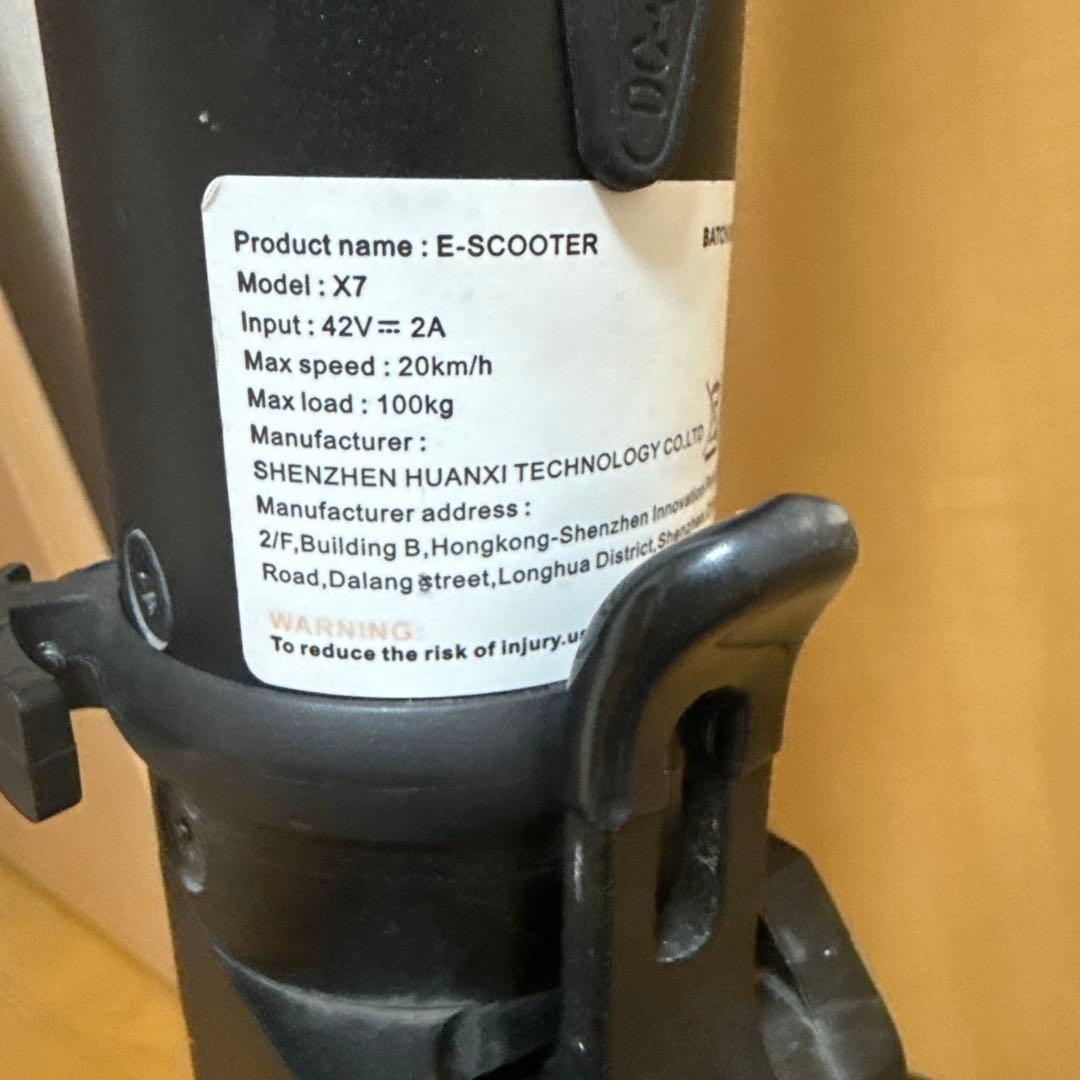 DC
Product name : E-SCOOTER
Model : X7
Input : 42V⎓ 2A
Max speed : 20km/h
Max load : 100kg
Manufacturer :
SHENZHEN HUANXI TECHNOLOGY CO.LTD
Manufacturer address :
2/F,Building B,Hongkong-Shenzhen Innovation
Road,Dalang street,Longhua District,Shenzhen
WARNING:
To reduce the risk of injury.